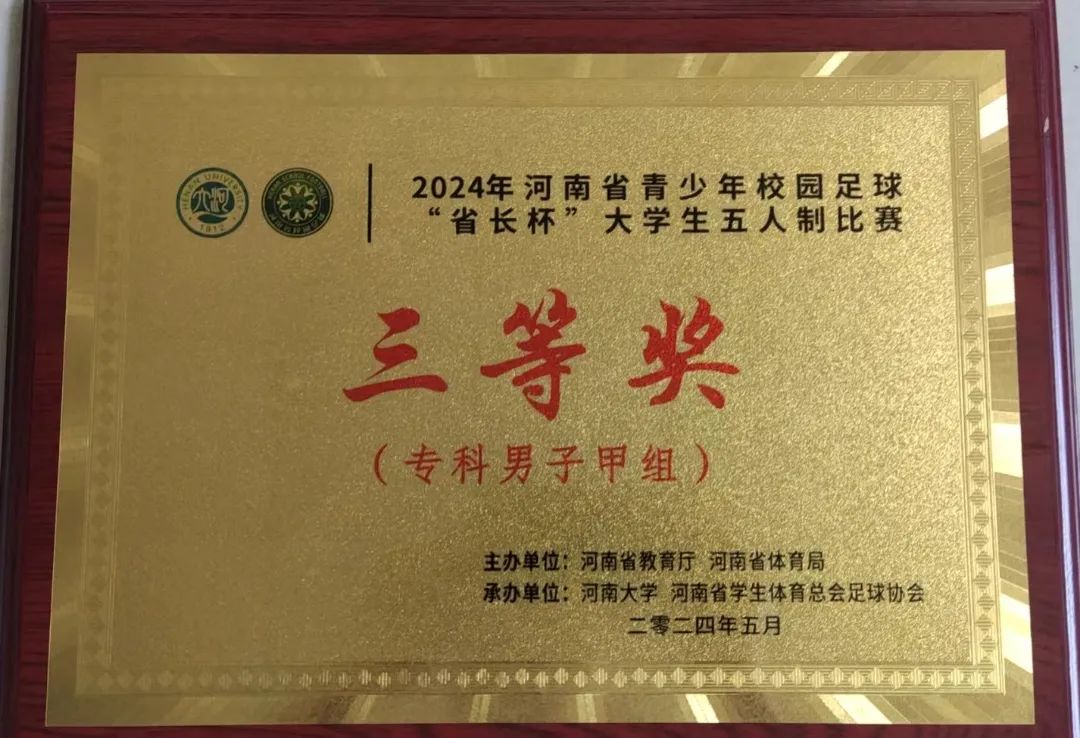 HENAN UNIVERSITY
1912
2024年河南省青少年校园足球
“省长杯”大学生五人制比赛
三等奖
（专科男子甲组）
主办单位：河南省教育厅 河南省体育局
承办单位：河南大学 河南省学生体育总会足球协会
二零二四年五月